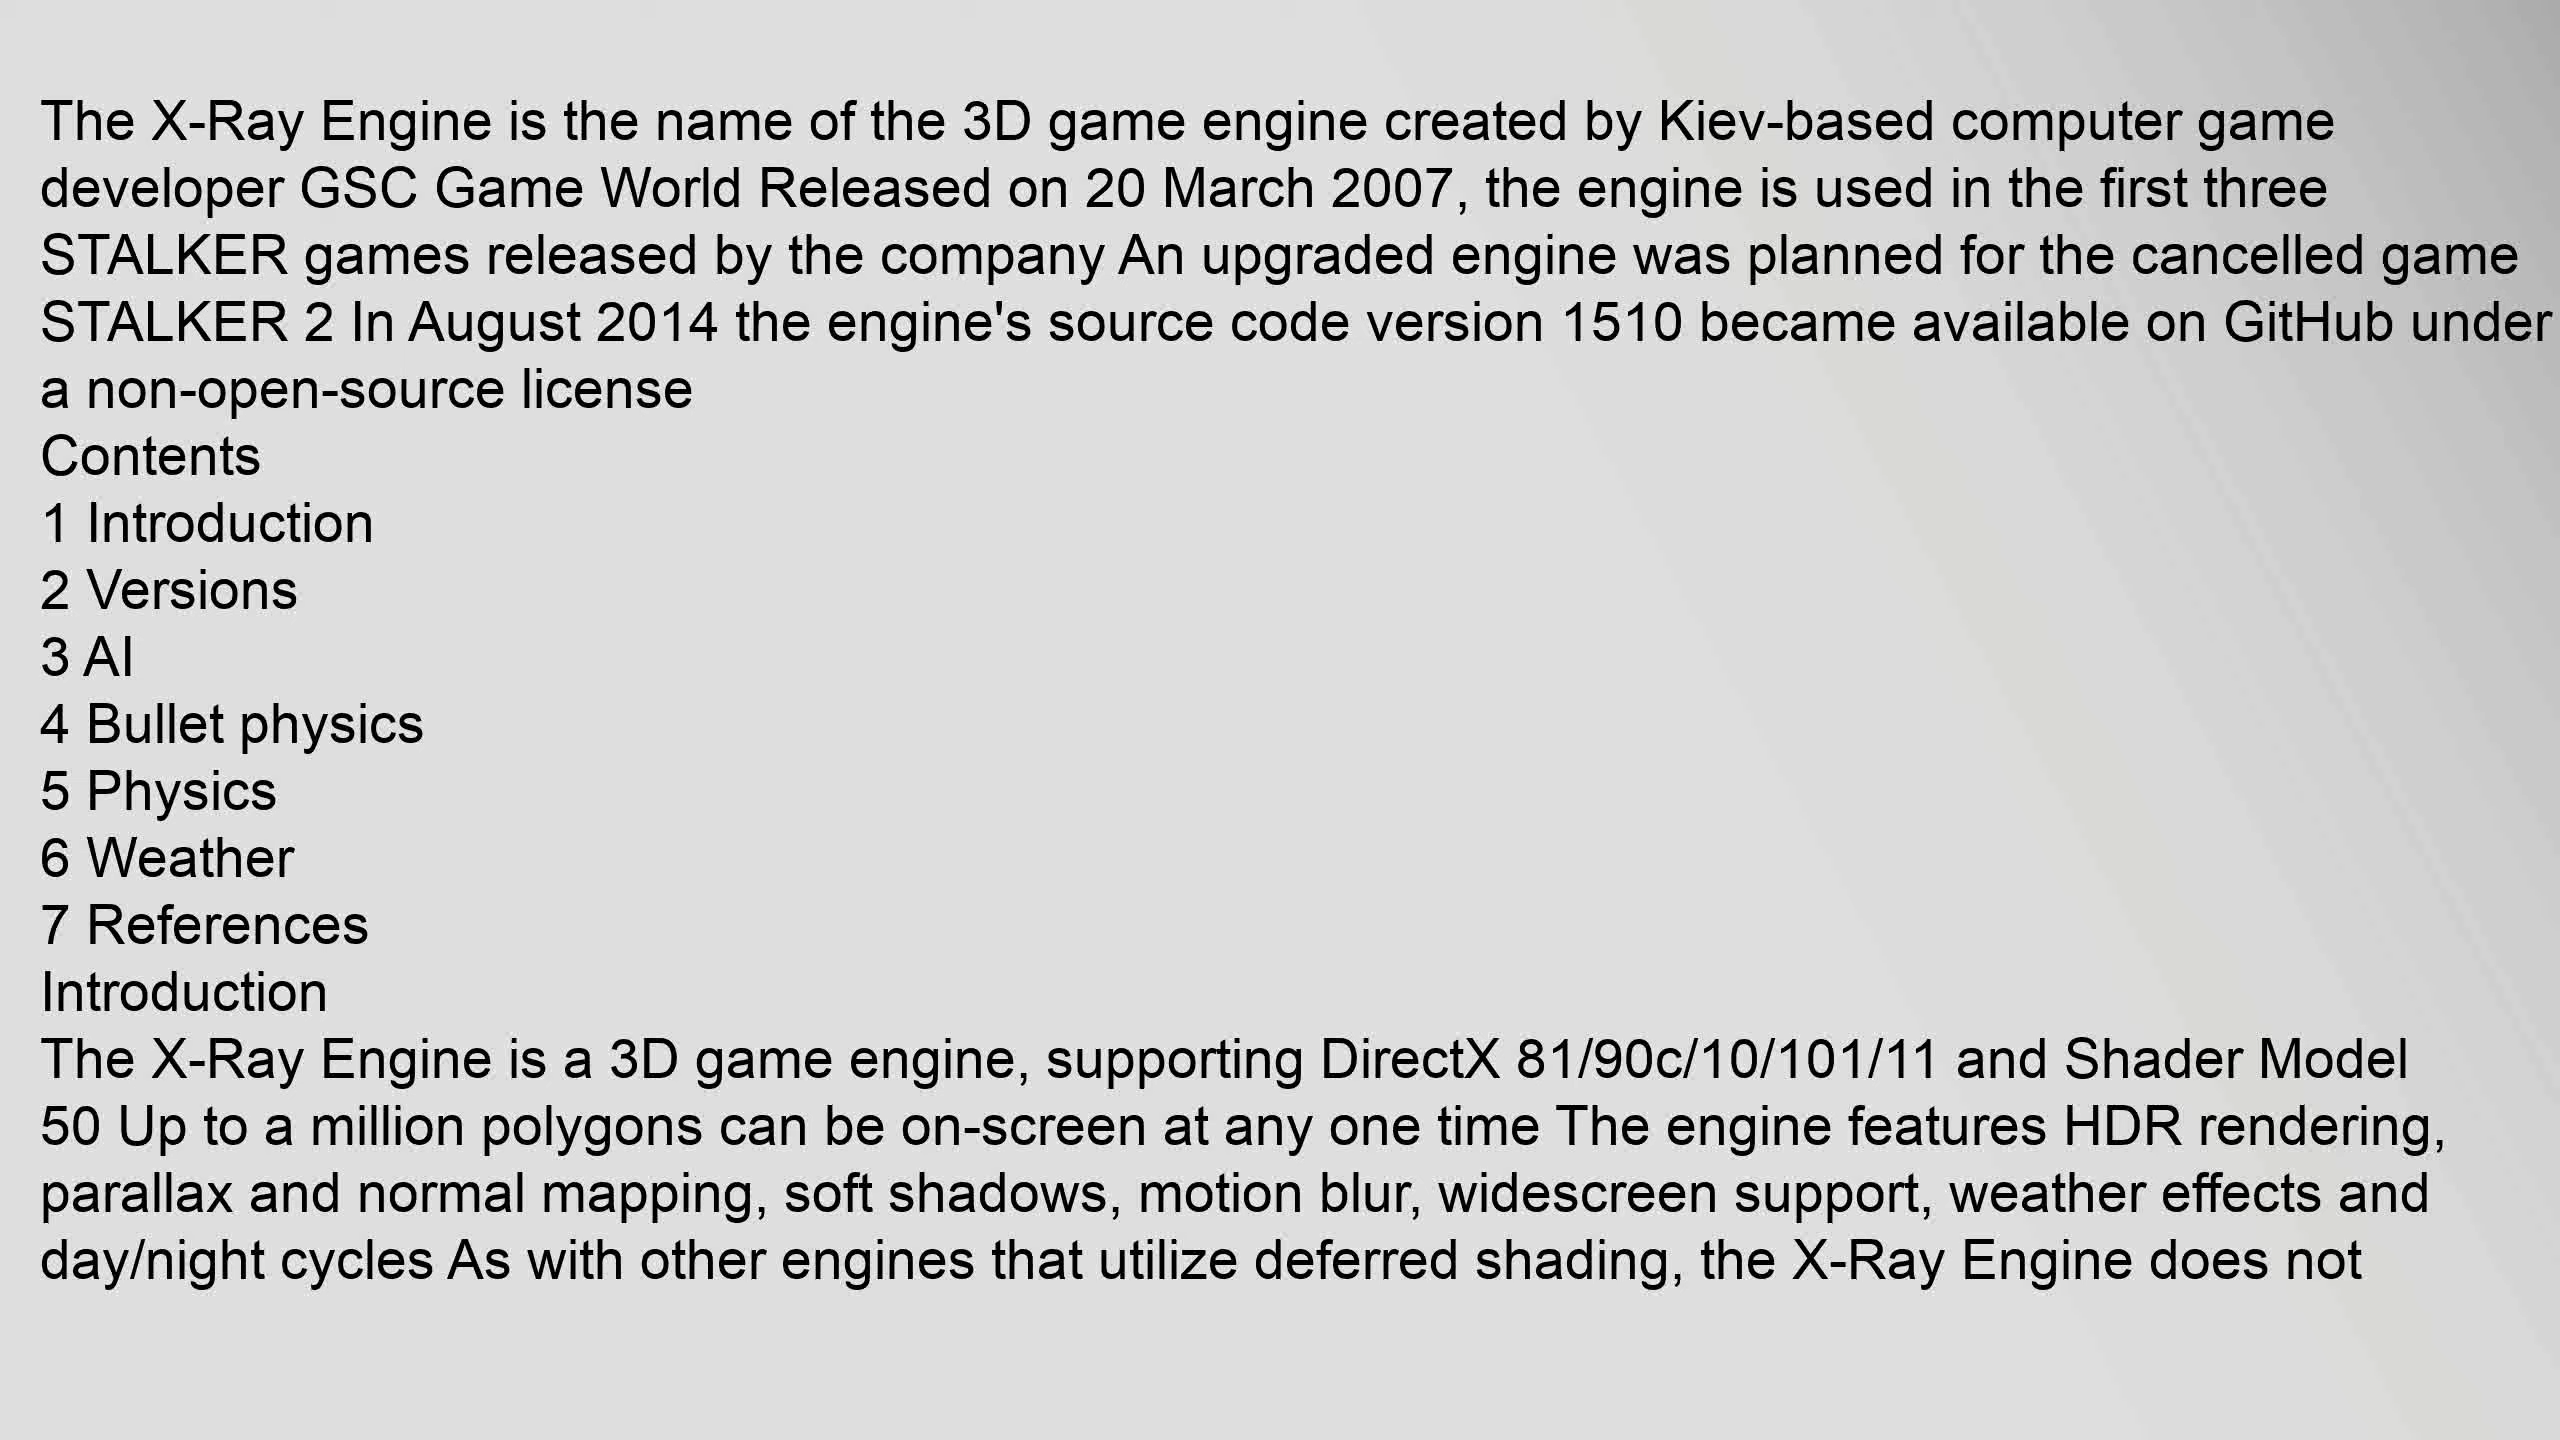 The X-Ray Engine is the name of the 3D game engine created by Kiev-based computer game
developer GSC Game World Released on 20 March 2007, the engine is used in the first three
STALKER games released by the company An upgraded engine was planned for the cancelled game
STALKER 2 In August 2014 the engine's source code version 1510 became available on GitHub under
a non-open-source license
Contents
1 Introduction
2 Versions
3 AI
4 Bullet physics
5 Physics
6 Weather
7 References
Introduction
The X-Ray Engine is a 3D game engine, supporting DirectX 81/90c/10/101/11 and Shader Model
50 Up to a million polygons can be on-screen at any one time The engine features HDR rendering,
parallax and normal mapping, soft shadows, motion blur, widescreen support, weather effects and
day/night cycles As with other engines that utilize deferred shading, the X-Ray Engine does not